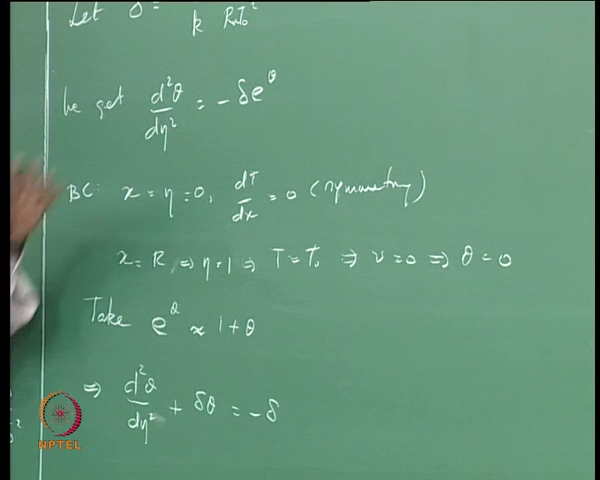 Let δ =      k RuT₀²
We get d²θ/dη² = -δe^θ
BC: x = η = 0, dT/dx = 0 (symmetry)
x = R, ⇒ η = 1 ⇒ T = T₀ ⇒ ν = 0 ⇒ θ = 0
Take e^θ ≈ 1 + θ
⇒ d²θ/dη² + δθ = -δ
NPTEL